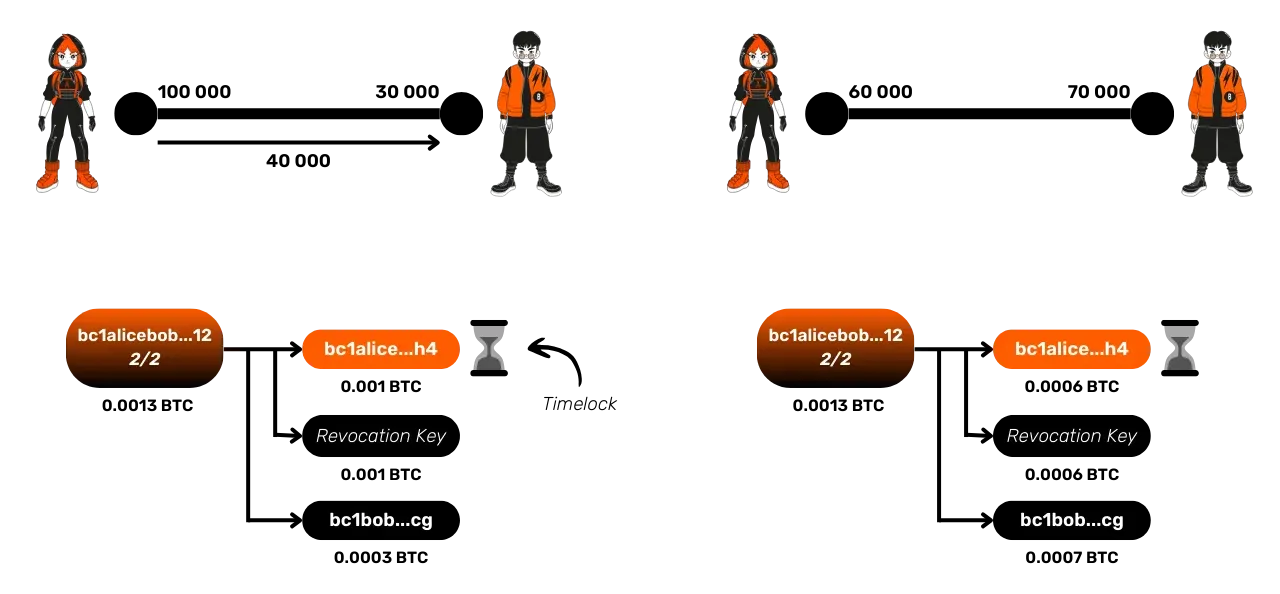 100 000
30 000
40 000
60 000
70 000
bc1alicebob...12
2/2
0.0013 BTC
bc1alice...h4
0.001 BTC
Timelock
Revocation Key
0.001 BTC
bc1bob...cg
0.0003 BTC
bc1alicebob...12
2/2
0.0013 BTC
bc1alice...h4
0.0006 BTC
Revocation Key
0.0006 BTC
bc1bob...cg
0.0007 BTC